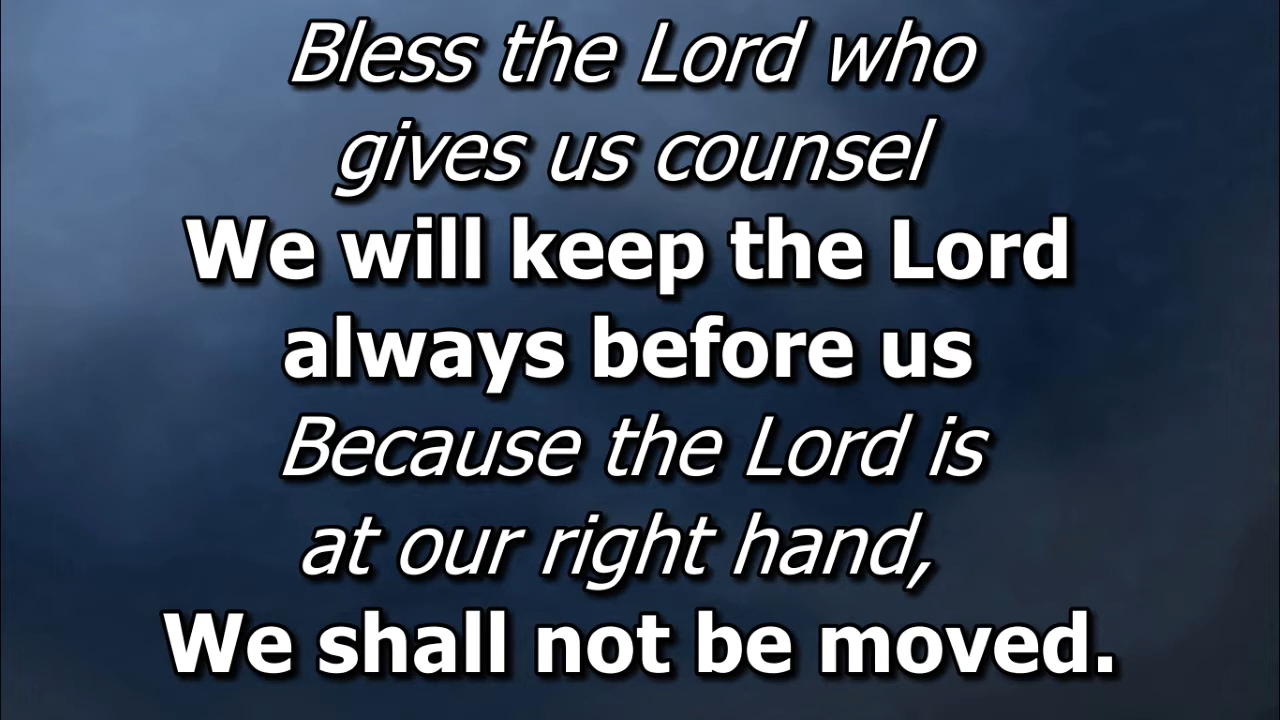 Bless the Lord who
gives us counsel
We will keep the Lord
always before us
Because the Lord is
at our right hand,
We shall not be moved.